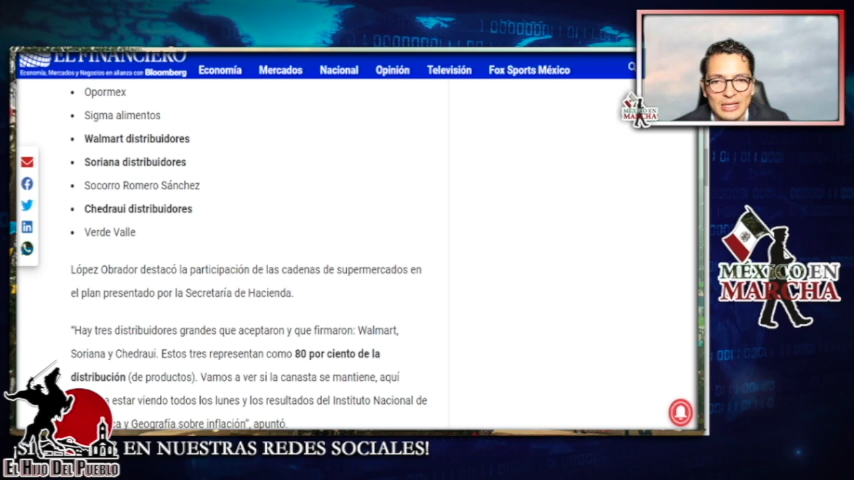 EL FINANCIERO
Economía, Mercados y Negocios en alianza con Bloomberg
Economía Mercados Nacional Opinión Televisión Fox Sports México
Opormex
Sigma alimentos
Walmart distribuidores
Soriana distribuidores
Socorro Romero Sánchez
Chedraui distribuidores
Verde Valle
López Obrador destacó la participación de las cadenas de supermercados en
el plan presentado por la Secretaría de Hacienda.
“Hay tres distribuidores grandes que aceptaron y que firmaron: Walmart,
Soriana y Chedraui. Estos tres representan como 80 por ciento de la
distribución (de productos). Vamos a ver si la canasta se mantiene, aquí
estar viendo todos los lunes y los resultados del Instituto Nacional de
y Geografía sobre inflación”, apuntó.
MÉXICO EN
MARCHA
MÉXICO EN
MARCHA
EN NUESTRAS REDES SOCIALES!
EL HIJO DEL PUEBLO